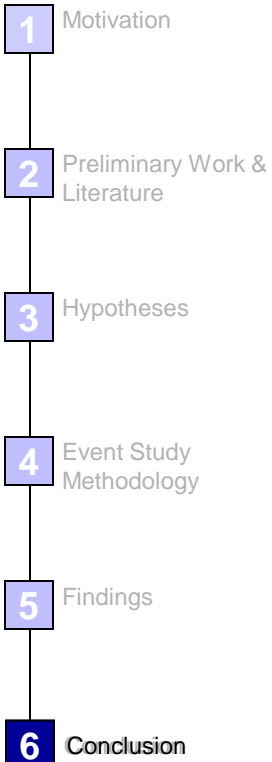 1 Motivation
2 Preliminary Work &
Literature
3 Hypotheses
4 Event Study
Methodology
5 Findings
6 Conclusion